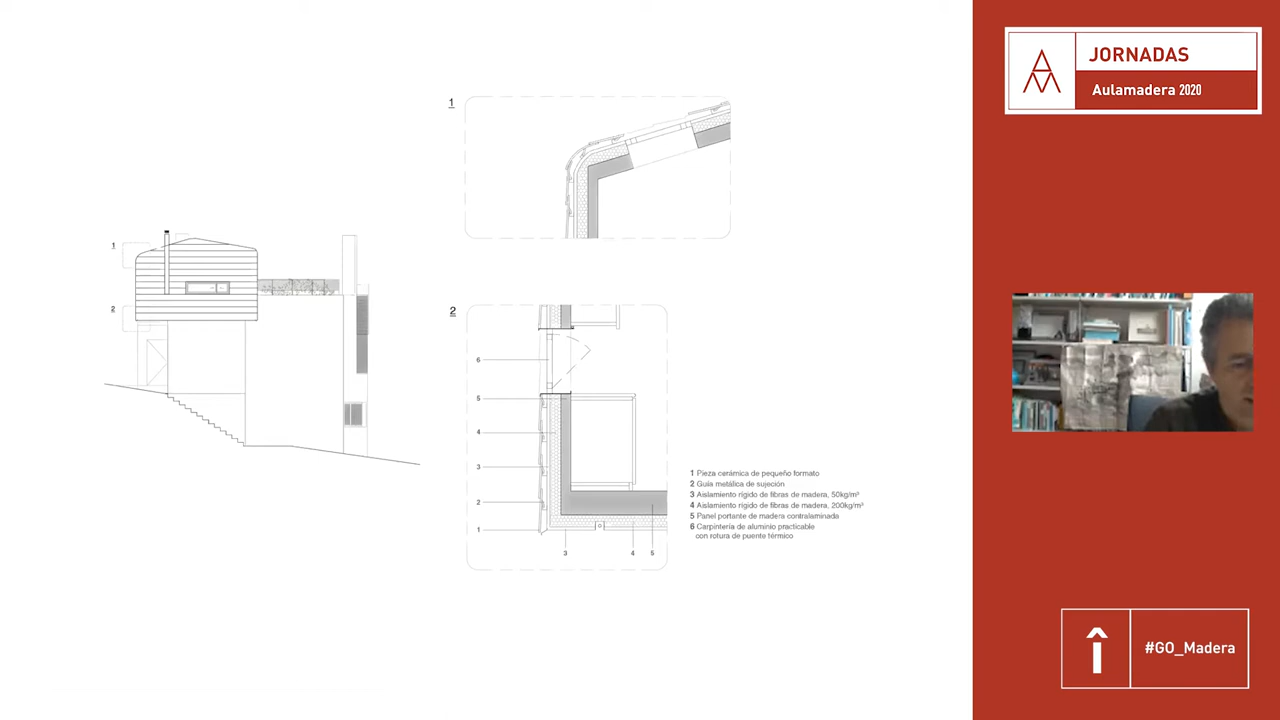 JORNADAS
Aulamadera 2020
1
1
2
2
6
5
4
3
2
1
3
4
5
1 Pieza cerámica de pequeño formato
2 Guía metálica de sujeción
3 Aislamiento rígido de fibras de madera, 50kg/m³
4 Aislamiento rígido de fibras de madera, 200kg/m³
5 Panel portante de madera contralaminada
6 Carpintería de aluminio practicable
con rotura de puente térmico
#GO_Madera